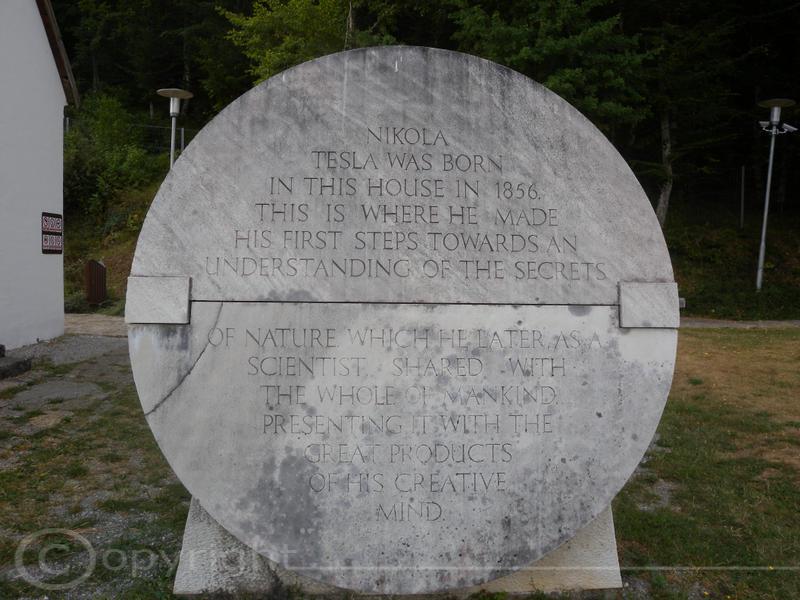 NIKOLA
TESLA WAS BORN
IN THIS HOUSE IN 1856.
THIS IS WHERE HE MADE
HIS FIRST STEPS TOWARDS AN
UNDERSTANDING OF THE SECRETS
OF NATURE WHICH HE LATER, AS A
SCIENTIST SHARED WITH
THE WHOLE OF MANKIND
PRESENTING IT WITH THE
GREAT PRODUCTS
OF HIS CREATIVE
MIND.
©opyright